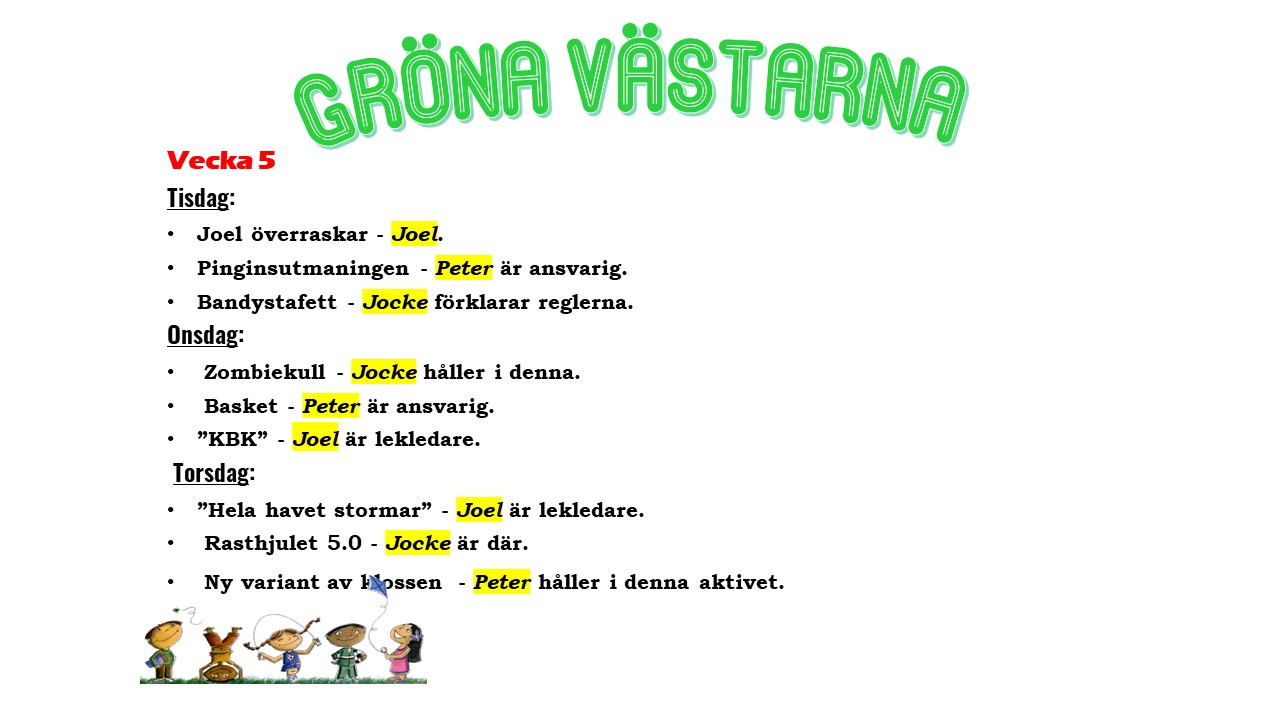 GRÖNA VÄSTARNA
Vecka 5
Tisdag:
• Joel överraskar - Joel.
• Pinginsutmaningen - Peter är ansvarig.
• Bandystafett - Jocke förklarar reglerna.
Onsdag:
• Zombiekull - Jocke håller i denna.
• Basket - Peter är ansvarig.
• ”KBK” - Joel är lekledare.
Torsdag:
• ”Hela havet stormar” - Joel är lekledare.
• Rasthjulet 5.0 - Jocke är där.
• Ny variant av klossen - Peter håller i denna aktivet.